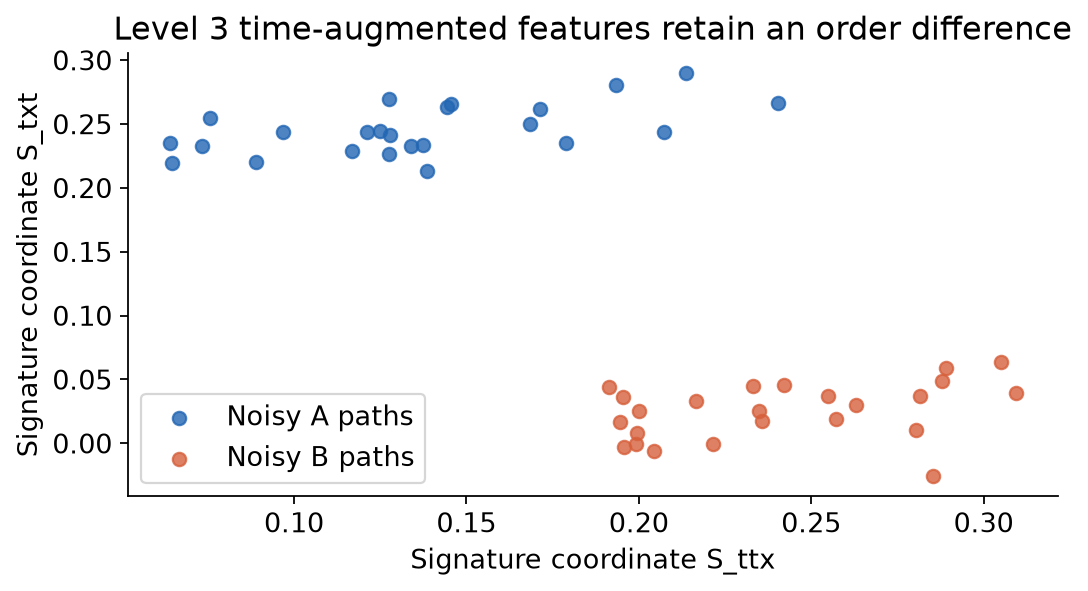 Level 3 time-augmented features retain an order difference
Signature coordinate S_txt
0.30
0.25
0.20
0.15
0.10
0.05
0.00
Noisy A paths
Noisy B paths
0.10 0.15 0.20 0.25 0.30
Signature coordinate S_ttx